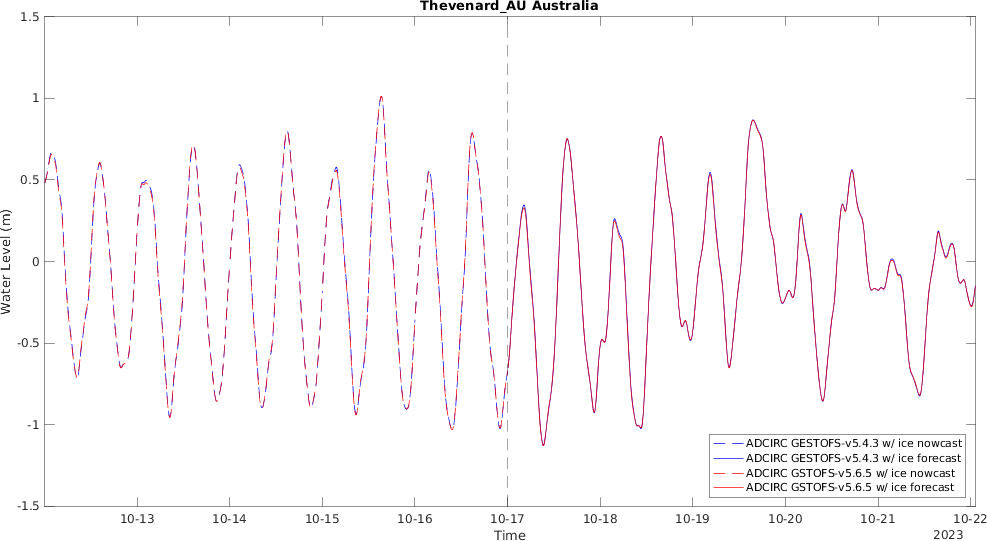 Thevenard_AU Australia
1.5
1
0.5
0
-0.5
-1
-1.5
Water Level (m)
10-13 10-14 10-15 10-16 10-17 10-18 10-19 10-20 10-21 10-22
Time
2023
ADCIRC GESTOFS-v5.4.3 w/ ice nowcast
ADCIRC GESTOFS-v5.4.3 w/ ice forecast
ADCIRC GSTOFS-v5.6.5 w/ ice nowcast
ADCIRC GSTOFS-v5.6.5 w/ ice forecast